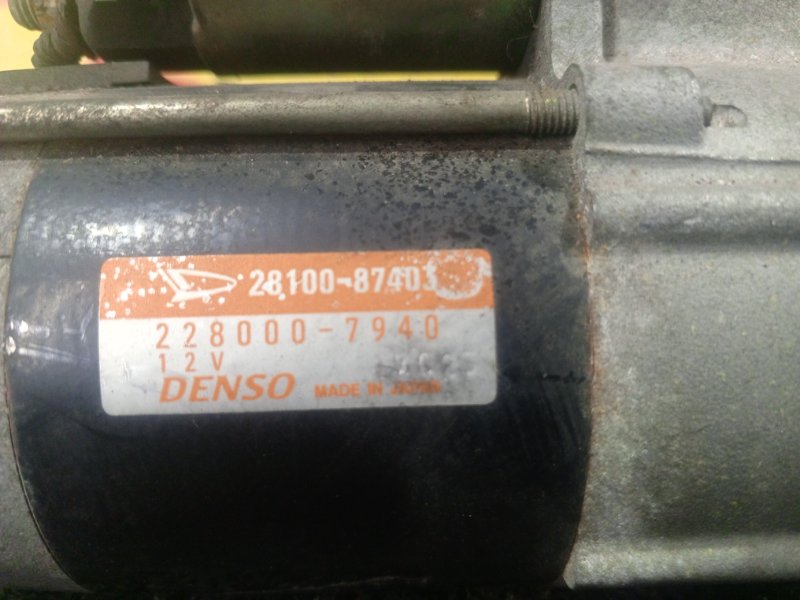 28100-87403
228000-7940
12V
DENSO MADE IN JAPAN